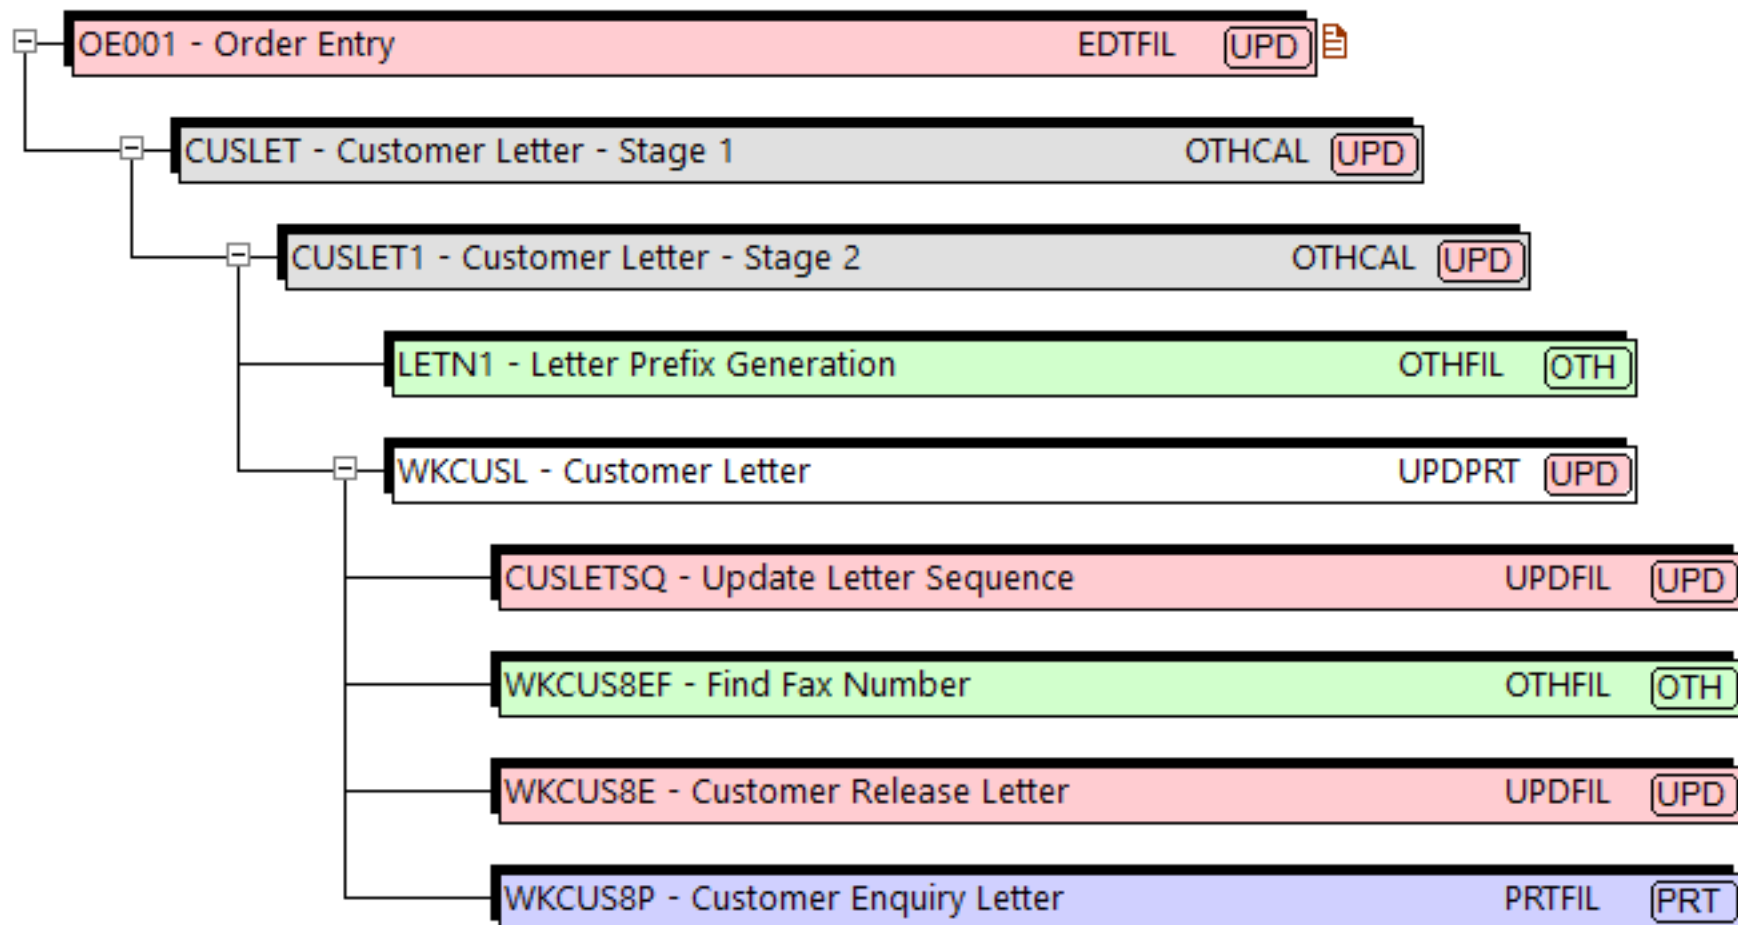 OE001 - Order Entry EDTFIL UPD
CUSLET - Customer Letter - Stage 1 OTHCAL UPD
CUSLET1 - Customer Letter - Stage 2 OTHCAL UPD
LETN1 - Letter Prefix Generation OTHFIL OTH
WKCUSL - Customer Letter UPDPRT UPD
CUSLETSQ - Update Letter Sequence UPDFIL UPD
WKCUS8EF - Find Fax Number OTHFIL OTH
WKCUS8E - Customer Release Letter UPDFIL UPD
WKCUS8P - Customer Enquiry Letter PRTFIL PRT